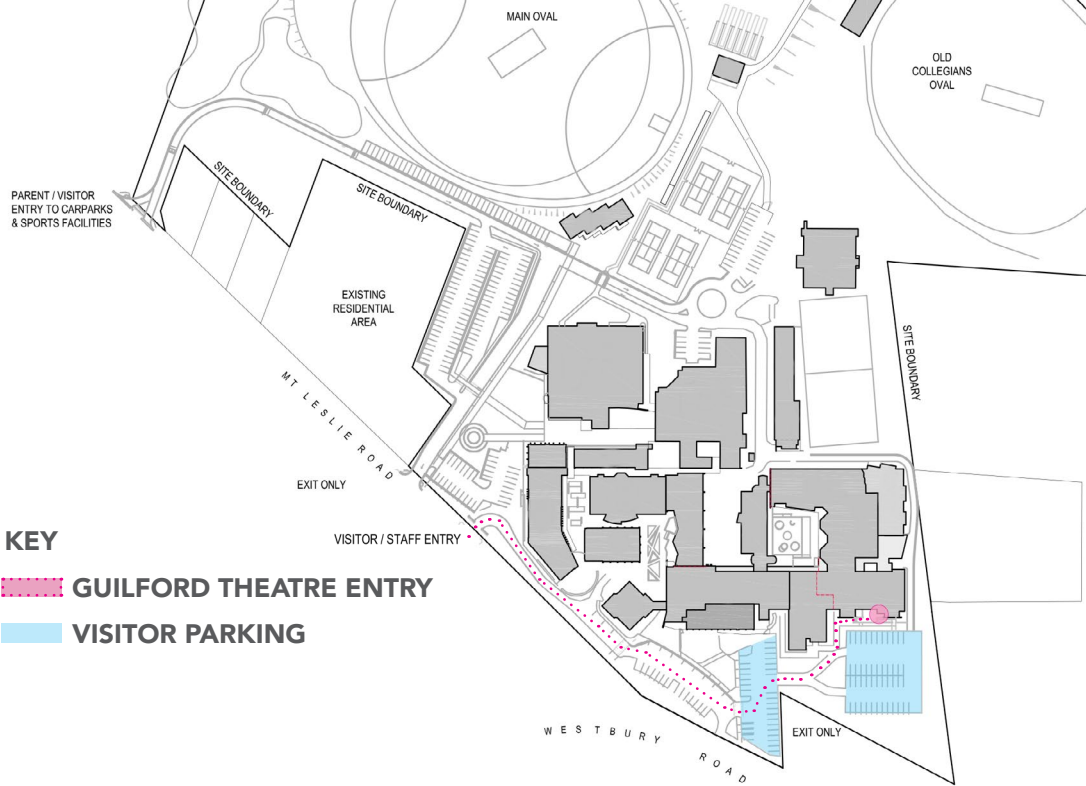 MAIN OVAL
OLD
COLLEGIANS
OVAL
PARENT / VISITOR
ENTRY TO CARPARKS
& SPORTS FACILITIES
SITE BOUNDARY
SITE BOUNDARY
EXISTING
RESIDENTIAL
AREA
SITE BOUNDARY
MT LESLIE ROAD
EXIT ONLY
VISITOR / STAFF ENTRY
KEY
GUILFORD THEATRE ENTRY
VISITOR PARKING
WESTBURY ROAD
EXIT ONLY